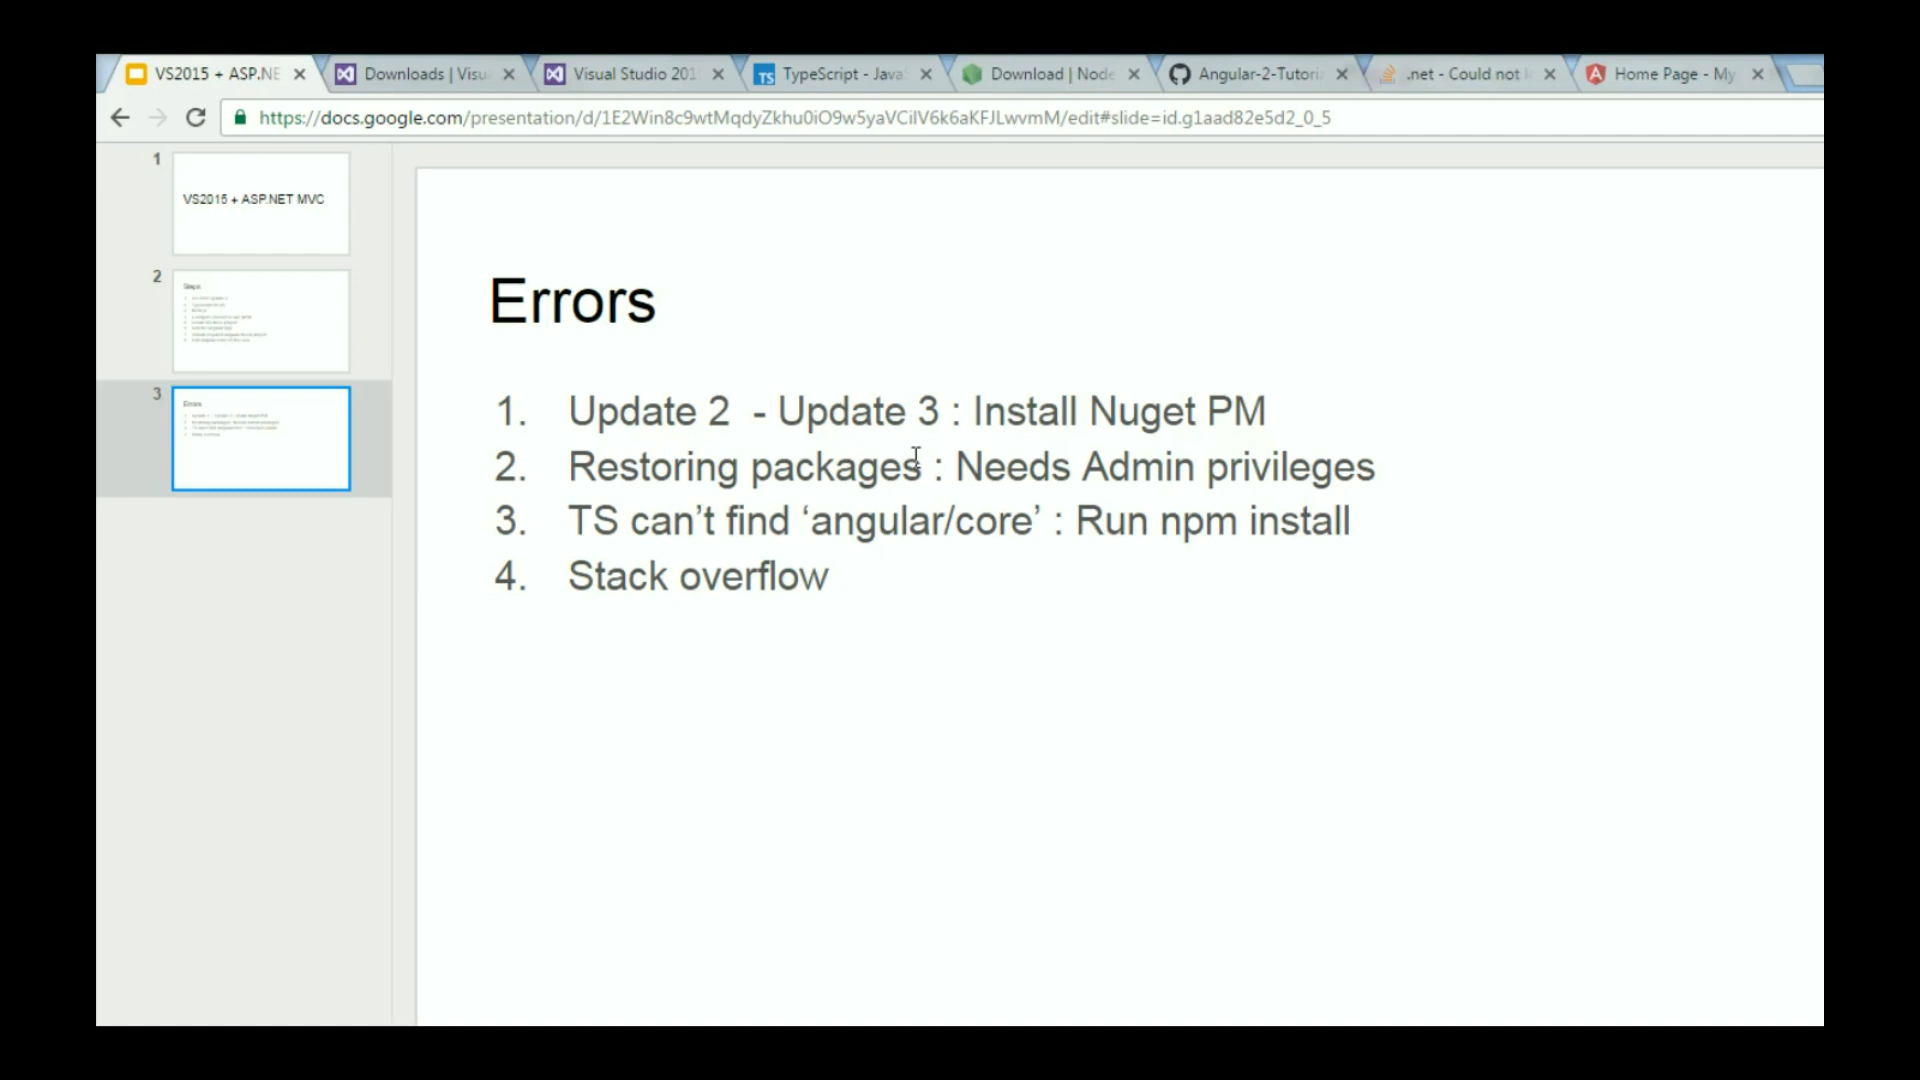 VS2015 + ASP.NE
Downloads | Visu
Visual Studio 201
TypeScript - Java
Download | Node
Angular-2-Tutori
.net - Could not l
Home Page - My
https://docs.google.com/presentation/d/1E2Win8c9wtMqdyZkhu0iO9w5yaVCilV6k6aKFJLwvmM/edit#slide=id.g1aad82e5d2_0_5
1
VS2015 + ASP.NET MVC
2
Steps
3
Errors
Errors
1. Update 2 - Update 3 : Install Nuget PM
2. Restoring packages : Needs Admin privileges
3. TS can’t find ‘angular/core’ : Run npm install
4. Stack overflow